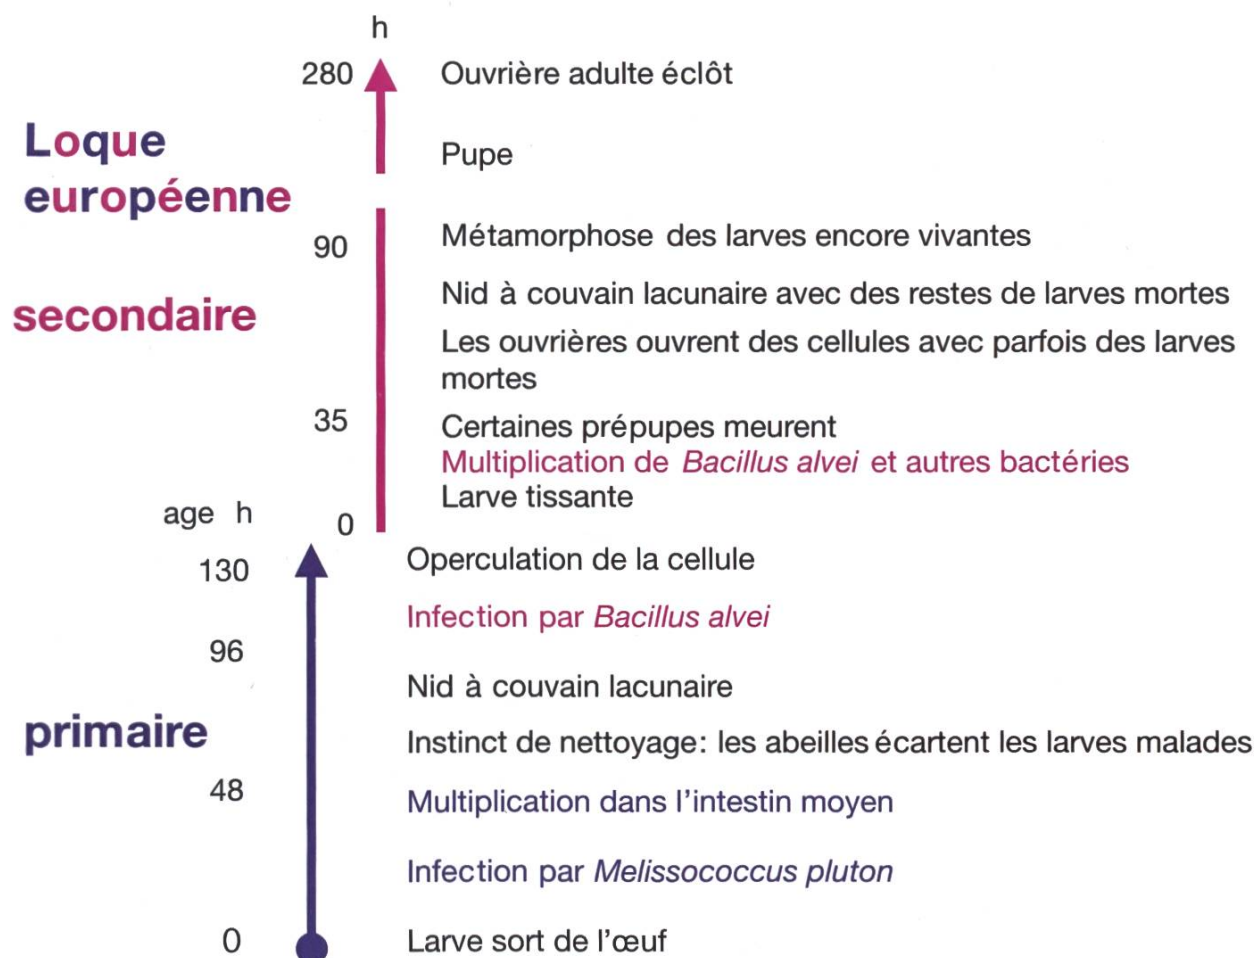 h
280 Ouvrière adulte éclôt
Loque
européenne
Pupe
90 Métamorphose des larves encore vivantes
secondaire
Nid à couvain lacunaire avec des restes de larves mortes
Les ouvrières ouvrent des cellules avec parfois des larves
mortes
35 Certaines prépupes meurent
Multiplication de Bacillus alvei et autres bactéries
Larve tissante
age h
0
130 Operculation de la cellule
Infection par Bacillus alvei
96
Nid à couvain lacunaire
primaire
Instinct de nettoyage: les abeilles écartent les larves malades
48 Multiplication dans l'intestin moyen
Infection par Melissococcus pluton
0 Larve sort de l'œuf